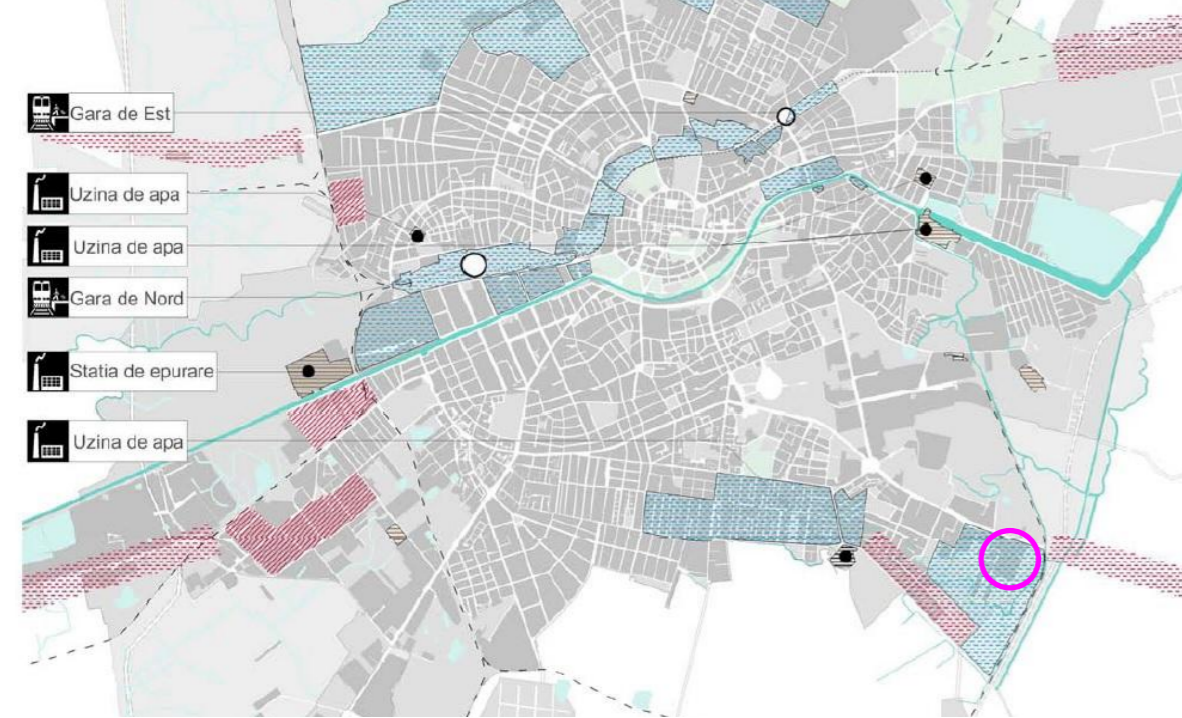 Gara de Est
Uzina de apa
Uzina de apa
Gara de Nord
Statia de epurare
Uzina de apa